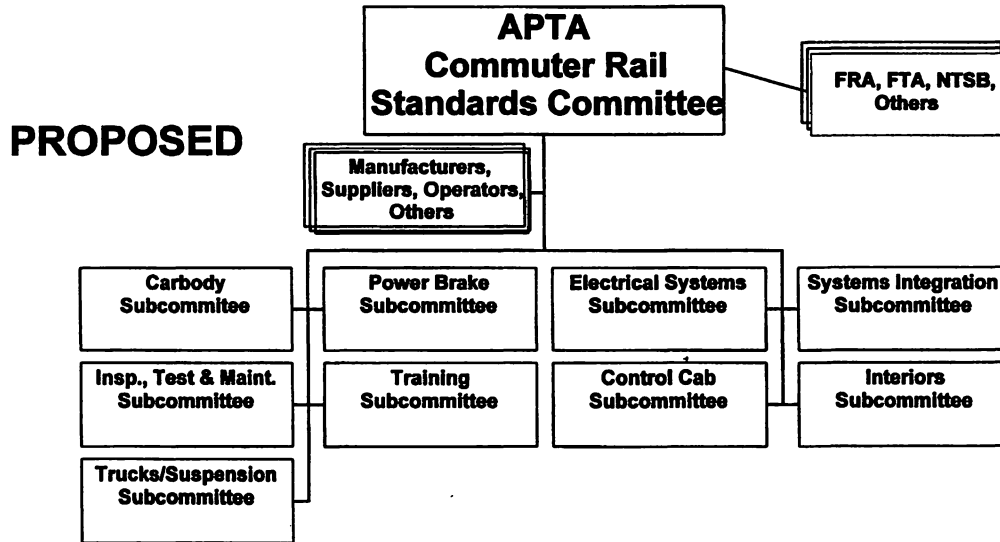 APTA
Commuter Rail
Standards Committee
FRA, FTA, NTSB,
Others
PROPOSED
Manufacturers,
Suppliers, Operators,
Others
Carbody
Subcommitee
Power Brake
Subcommittee
Electrical Systems
Subcommittee
Systems Integration
Subcommittee
Insp., Test & Maint.
Subcommittee
Training
Subcommittee
Control Cab
Subcommittee
Interiors
Subcommittee
Trucks/Suspension
Subcommittee